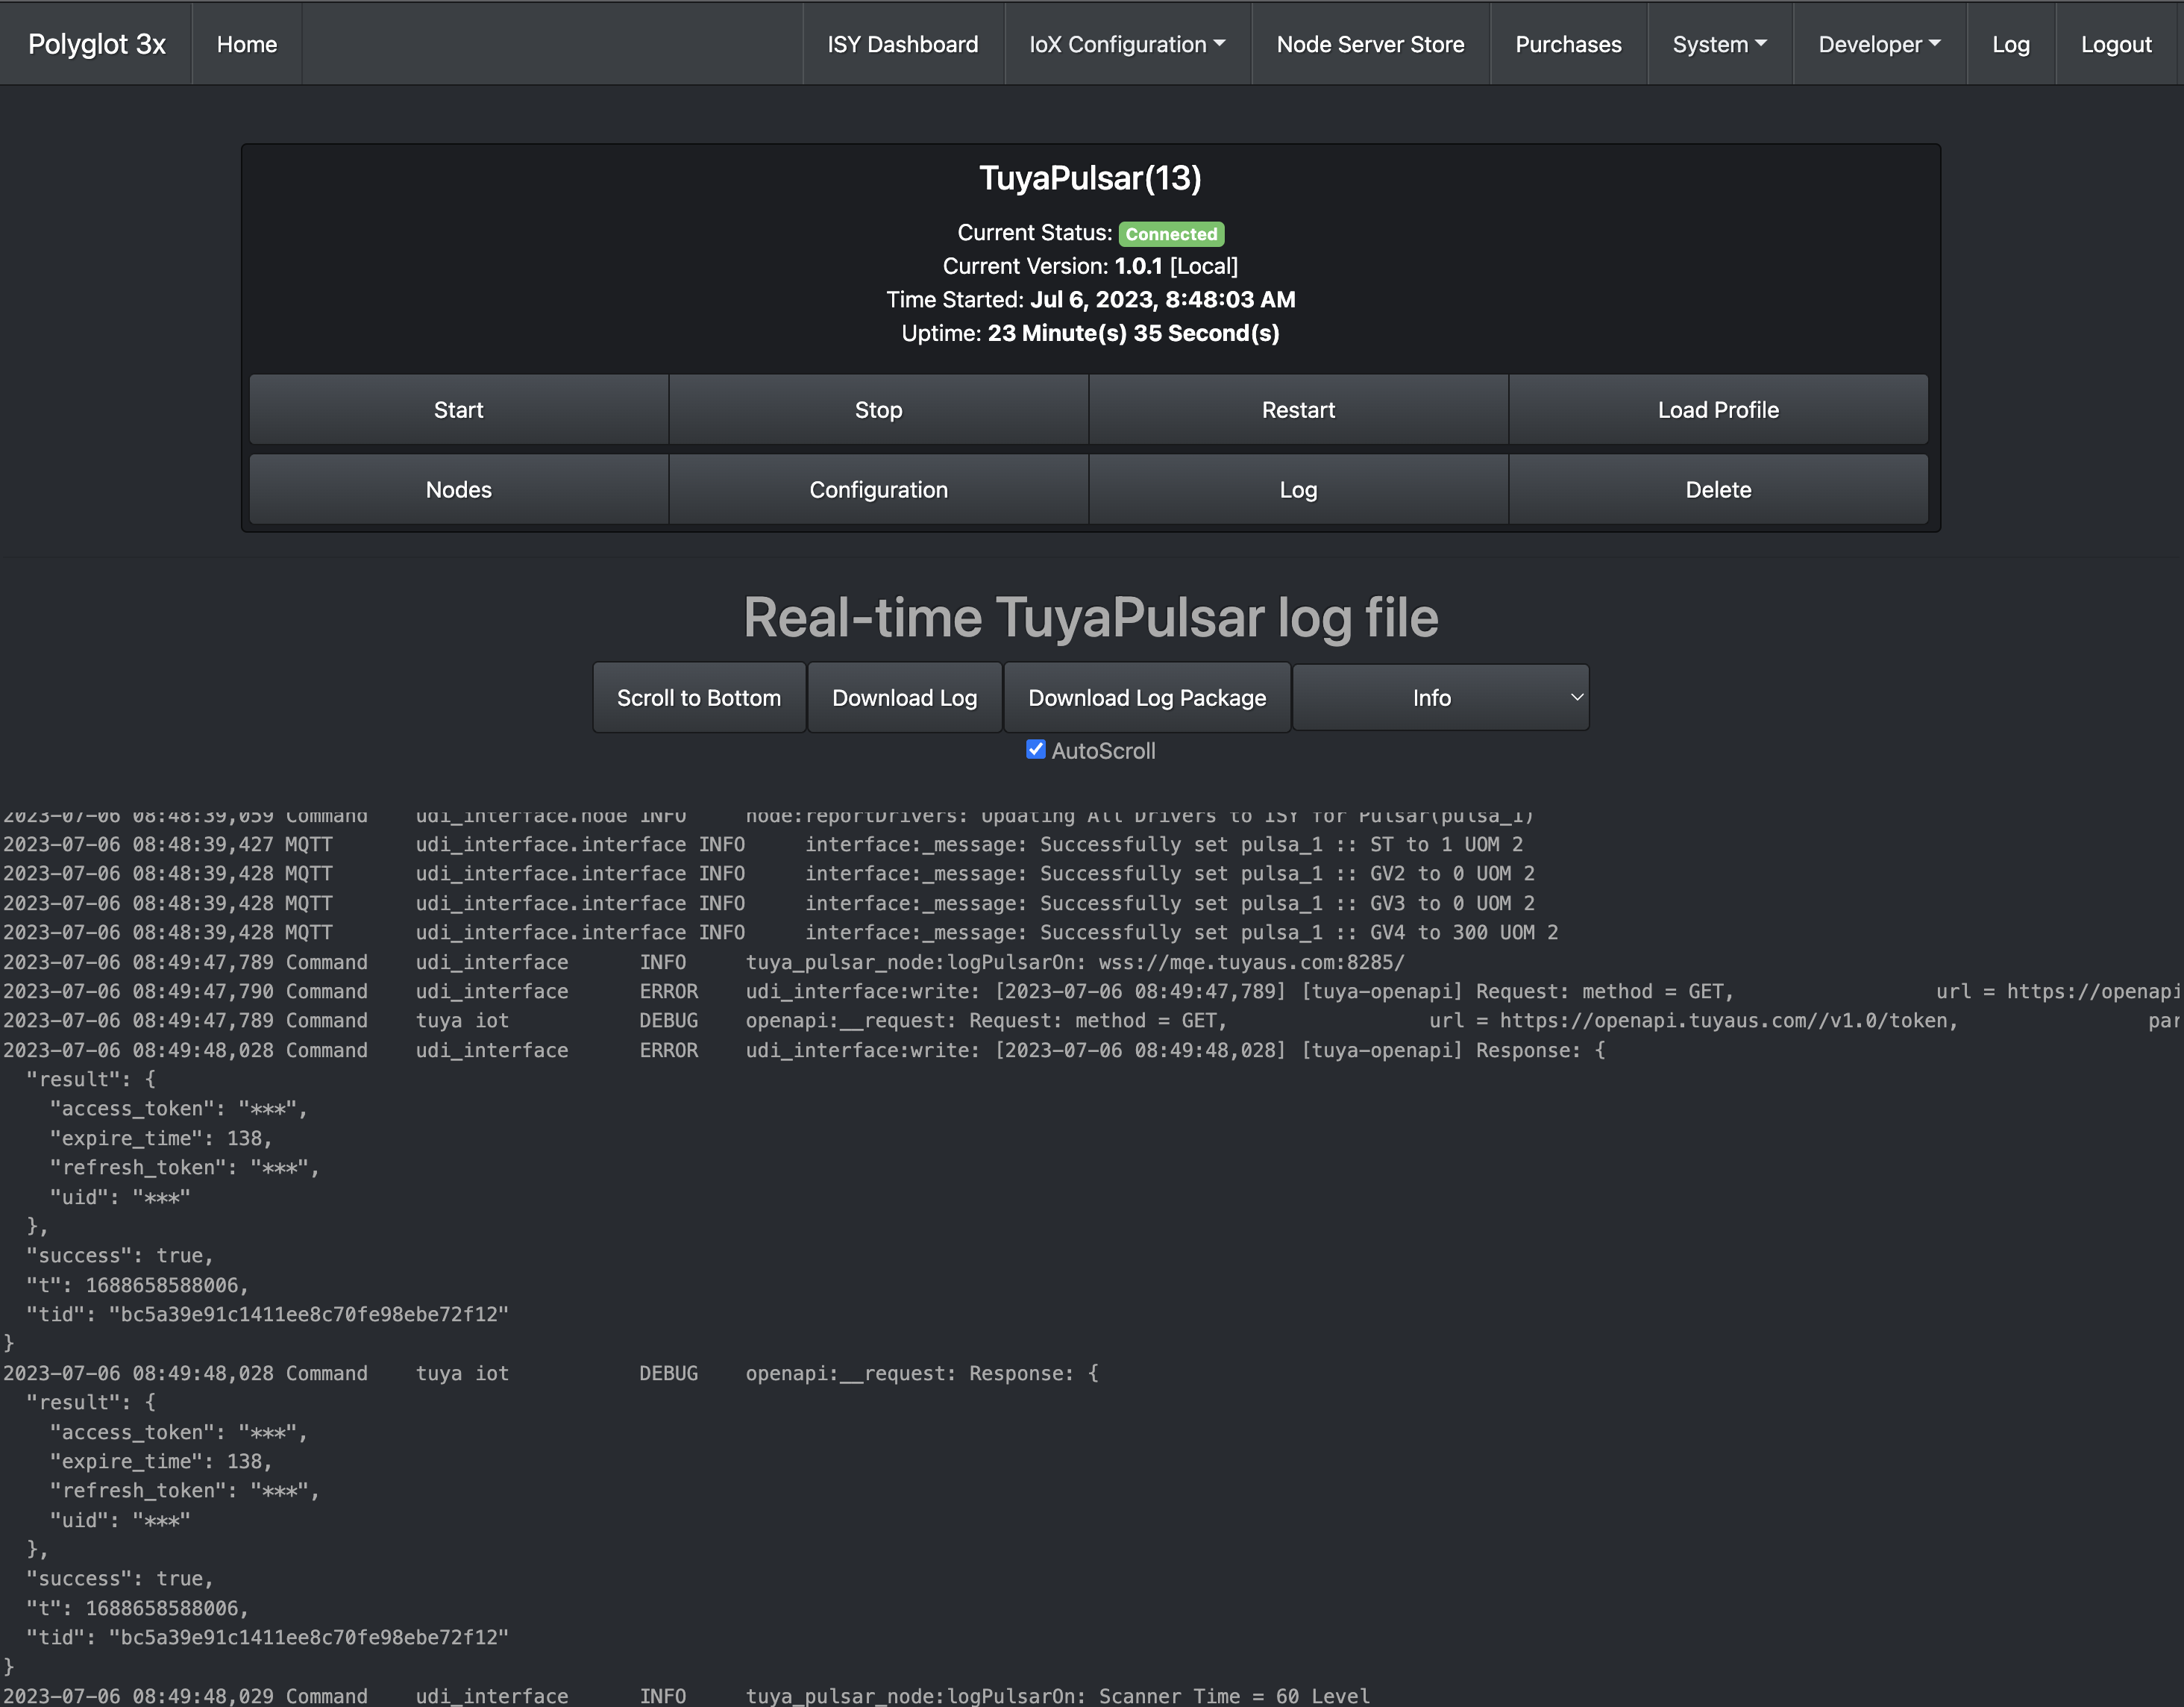 Polyglot 3x Home ISY Dashboard IoX Configuration Node Server Store Purchases System Developer Log Logout
TuyaPulsar(13)
Current Status: Connected
Current Version: 1.0.1 [Local]
Time Started: Jul 6, 2023, 8:48:03 AM
Uptime: 23 Minute(s) 35 Second(s)
Start Stop Restart Load Profile
Nodes Configuration Log Delete
Real-time TuyaPulsar log file
Scroll to Bottom Download Log Download Log Package Info
AutoScroll
2023-07-06 08:48:39,059 Command udi_interface.node INFO node:reportDrivers: Updating All Drivers to ISY for Pulsar(pulsa_1)
2023-07-06 08:48:39,427 MQTT udi_interface.interface INFO interface:_message: Successfully set pulsa_1 :: ST to 1 UOM 2
2023-07-06 08:48:39,428 MQTT udi_interface.interface INFO interface:_message: Successfully set pulsa_1 :: GV2 to 0 UOM 2
2023-07-06 08:48:39,428 MQTT udi_interface.interface INFO interface:_message: Successfully set pulsa_1 :: GV3 to 0 UOM 2
2023-07-06 08:48:39,428 MQTT udi_interface.interface INFO interface:_message: Successfully set pulsa_1 :: GV4 to 300 UOM 2
2023-07-06 08:49:47,789 Command udi_interface INFO tuya_pulsar_node:logPulsarOn: wss://mqe.tuyaus.com:8285/
2023-07-06 08:49:47,790 Command udi_interface ERROR udi_interface:write: [2023-07-06 08:49:47,789] [tuya-openapi] Request: method = GET, url = https://openapi
2023-07-06 08:49:47,789 Command tuya iot DEBUG openapi:__request: Request: method = GET, url = https://openapi.tuyaus.com//v1.0/token, par
2023-07-06 08:49:48,028 Command udi_interface ERROR udi_interface:write: [2023-07-06 08:49:48,028] [tuya-openapi] Response: {
"result": {
"access_token": "***",
"expire_time": 138,
"refresh_token": "***",
"uid": "***"
},
"success": true,
"t": 1688658588006,
"tid": "bc5a39e91c1411ee8c70fe98ebe72f12"
}
2023-07-06 08:49:48,028 Command tuya iot DEBUG openapi:__request: Response: {
"result": {
"access_token": "***",
"expire_time": 138,
"refresh_token": "***",
"uid": "***"
},
"success": true,
"t": 1688658588006,
"tid": "bc5a39e91c1411ee8c70fe98ebe72f12"
}
2023-07-06 08:49:48,029 Command udi_interface INFO tuya_pulsar_node:logPulsarOn: Scanner Time = 60 Level